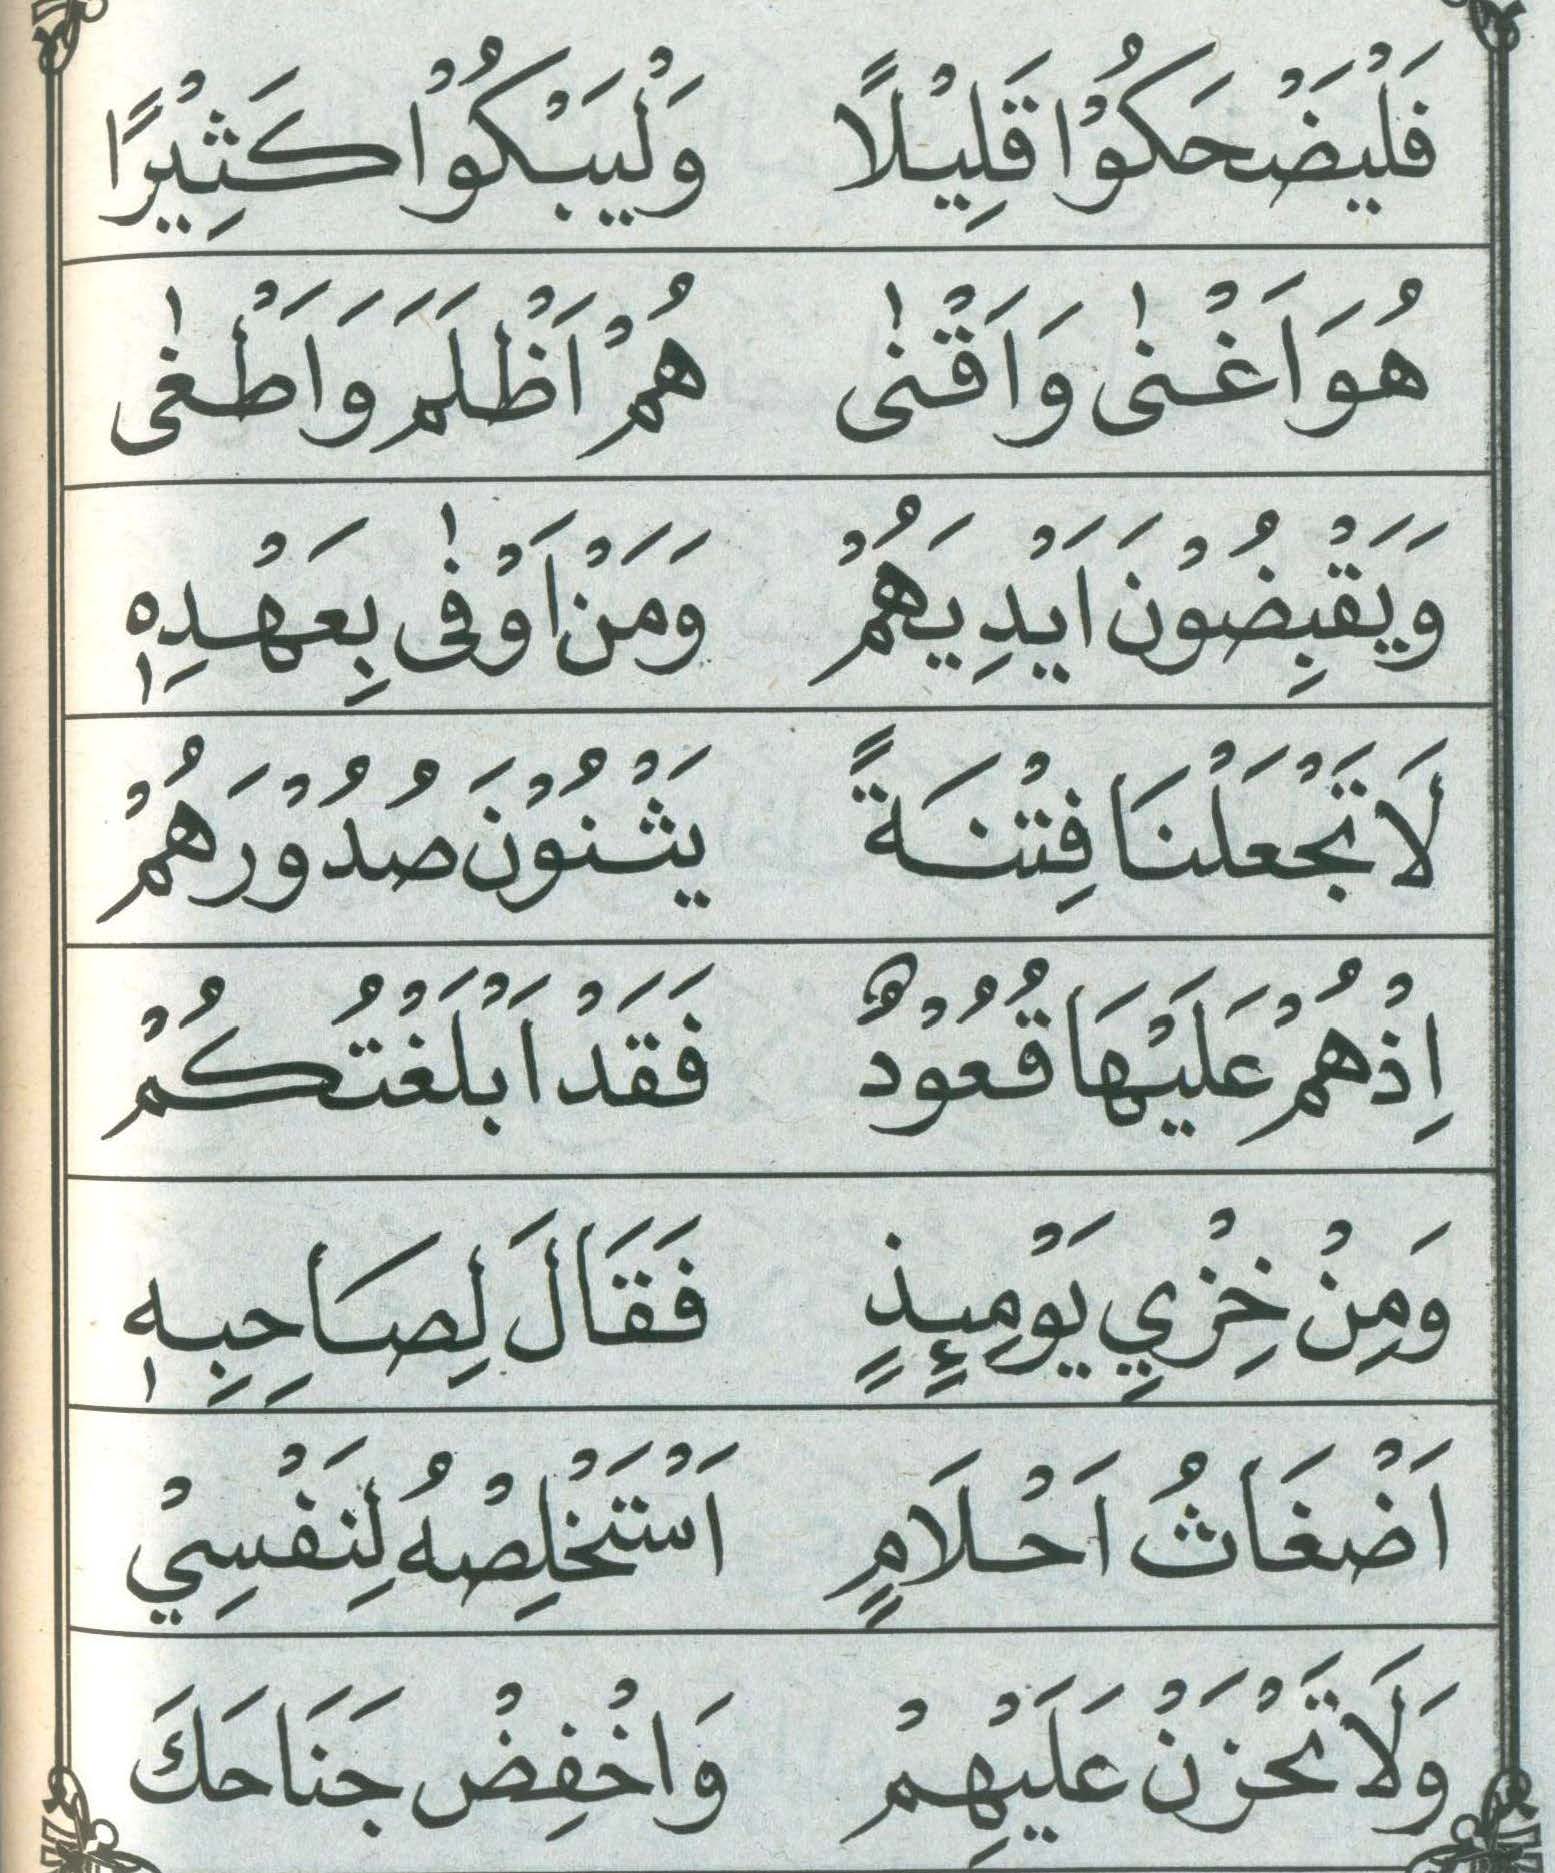 فَلْيَضْحَكُوْا قَلِيْلًا وَلْيَبْكُوْا كَثِيْرًا
هُوَ اَغْنٰى وَاَقْنٰى هُمْ اَظْلَمَ وَاَطْغٰى
وَيَقْبِضُوْنَ اَيْدِيَهُمْ وَمَنْ اَوْفٰى بِعَهْدِهٖ
لَا تَجْعَلْنَا فِتْنَةً يَثْنُوْنَ صُدُوْرَهُمْ
اِذْهُمْ عَلَيْهَا قُعُوْدٌ فَقَدْ اَبْلَغْتُكُمْ
وَمِنْ خِزْيِ يَوْمِئِذٍ فَقَالَ لِصَاحِبِهٖ
اَضْغَاثُ اَحْلَامٍ اَسْتَخْلِصْهُ لِنَفْسِيْ
وَلَا تَحْزَنْ عَلَيْهِمْ وَاخْفِضْ جَنَاحَكَ